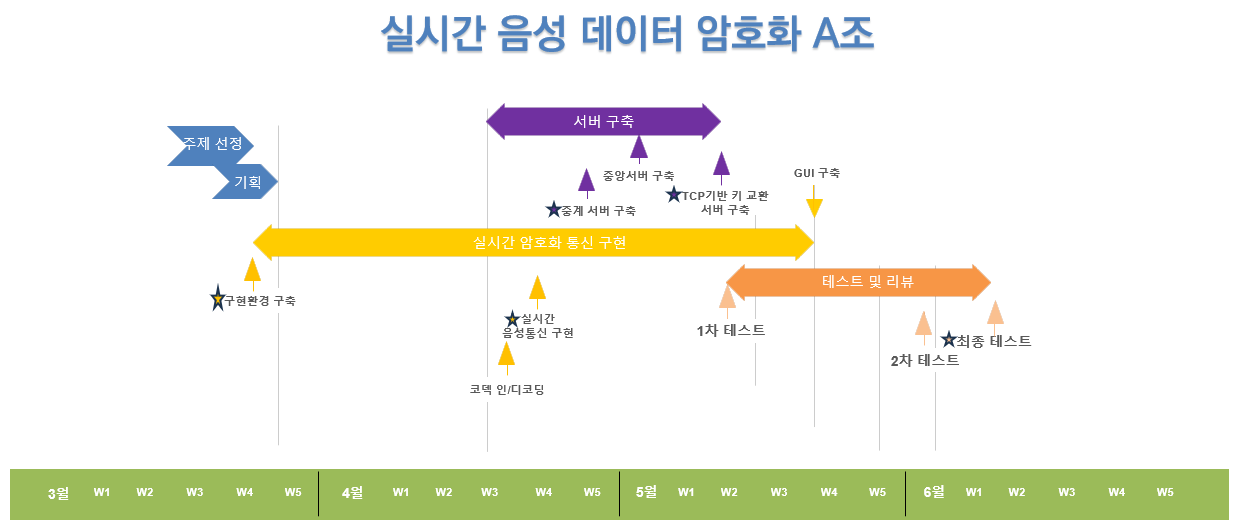 실시간 음성 데이터 암호화 A조
서버 구축
주제 선정
기획
중앙서버 구축
TCP기반 키 교환
서버 구축
중계 서버 구축
GUI 구축
실시간 암호화 통신 구현
구현환경 구축
테스트 및 리뷰
실시간
음성통신 구현
1차 테스트
2차 테스트
최종 테스트
코덱 인/디코딩
3월 W1 W2 W3 W4 W5 4월 W1 W2 W3 W4 W5 5월 W1 W2 W3 W4 W5 6월 W1 W2 W3 W4 W5